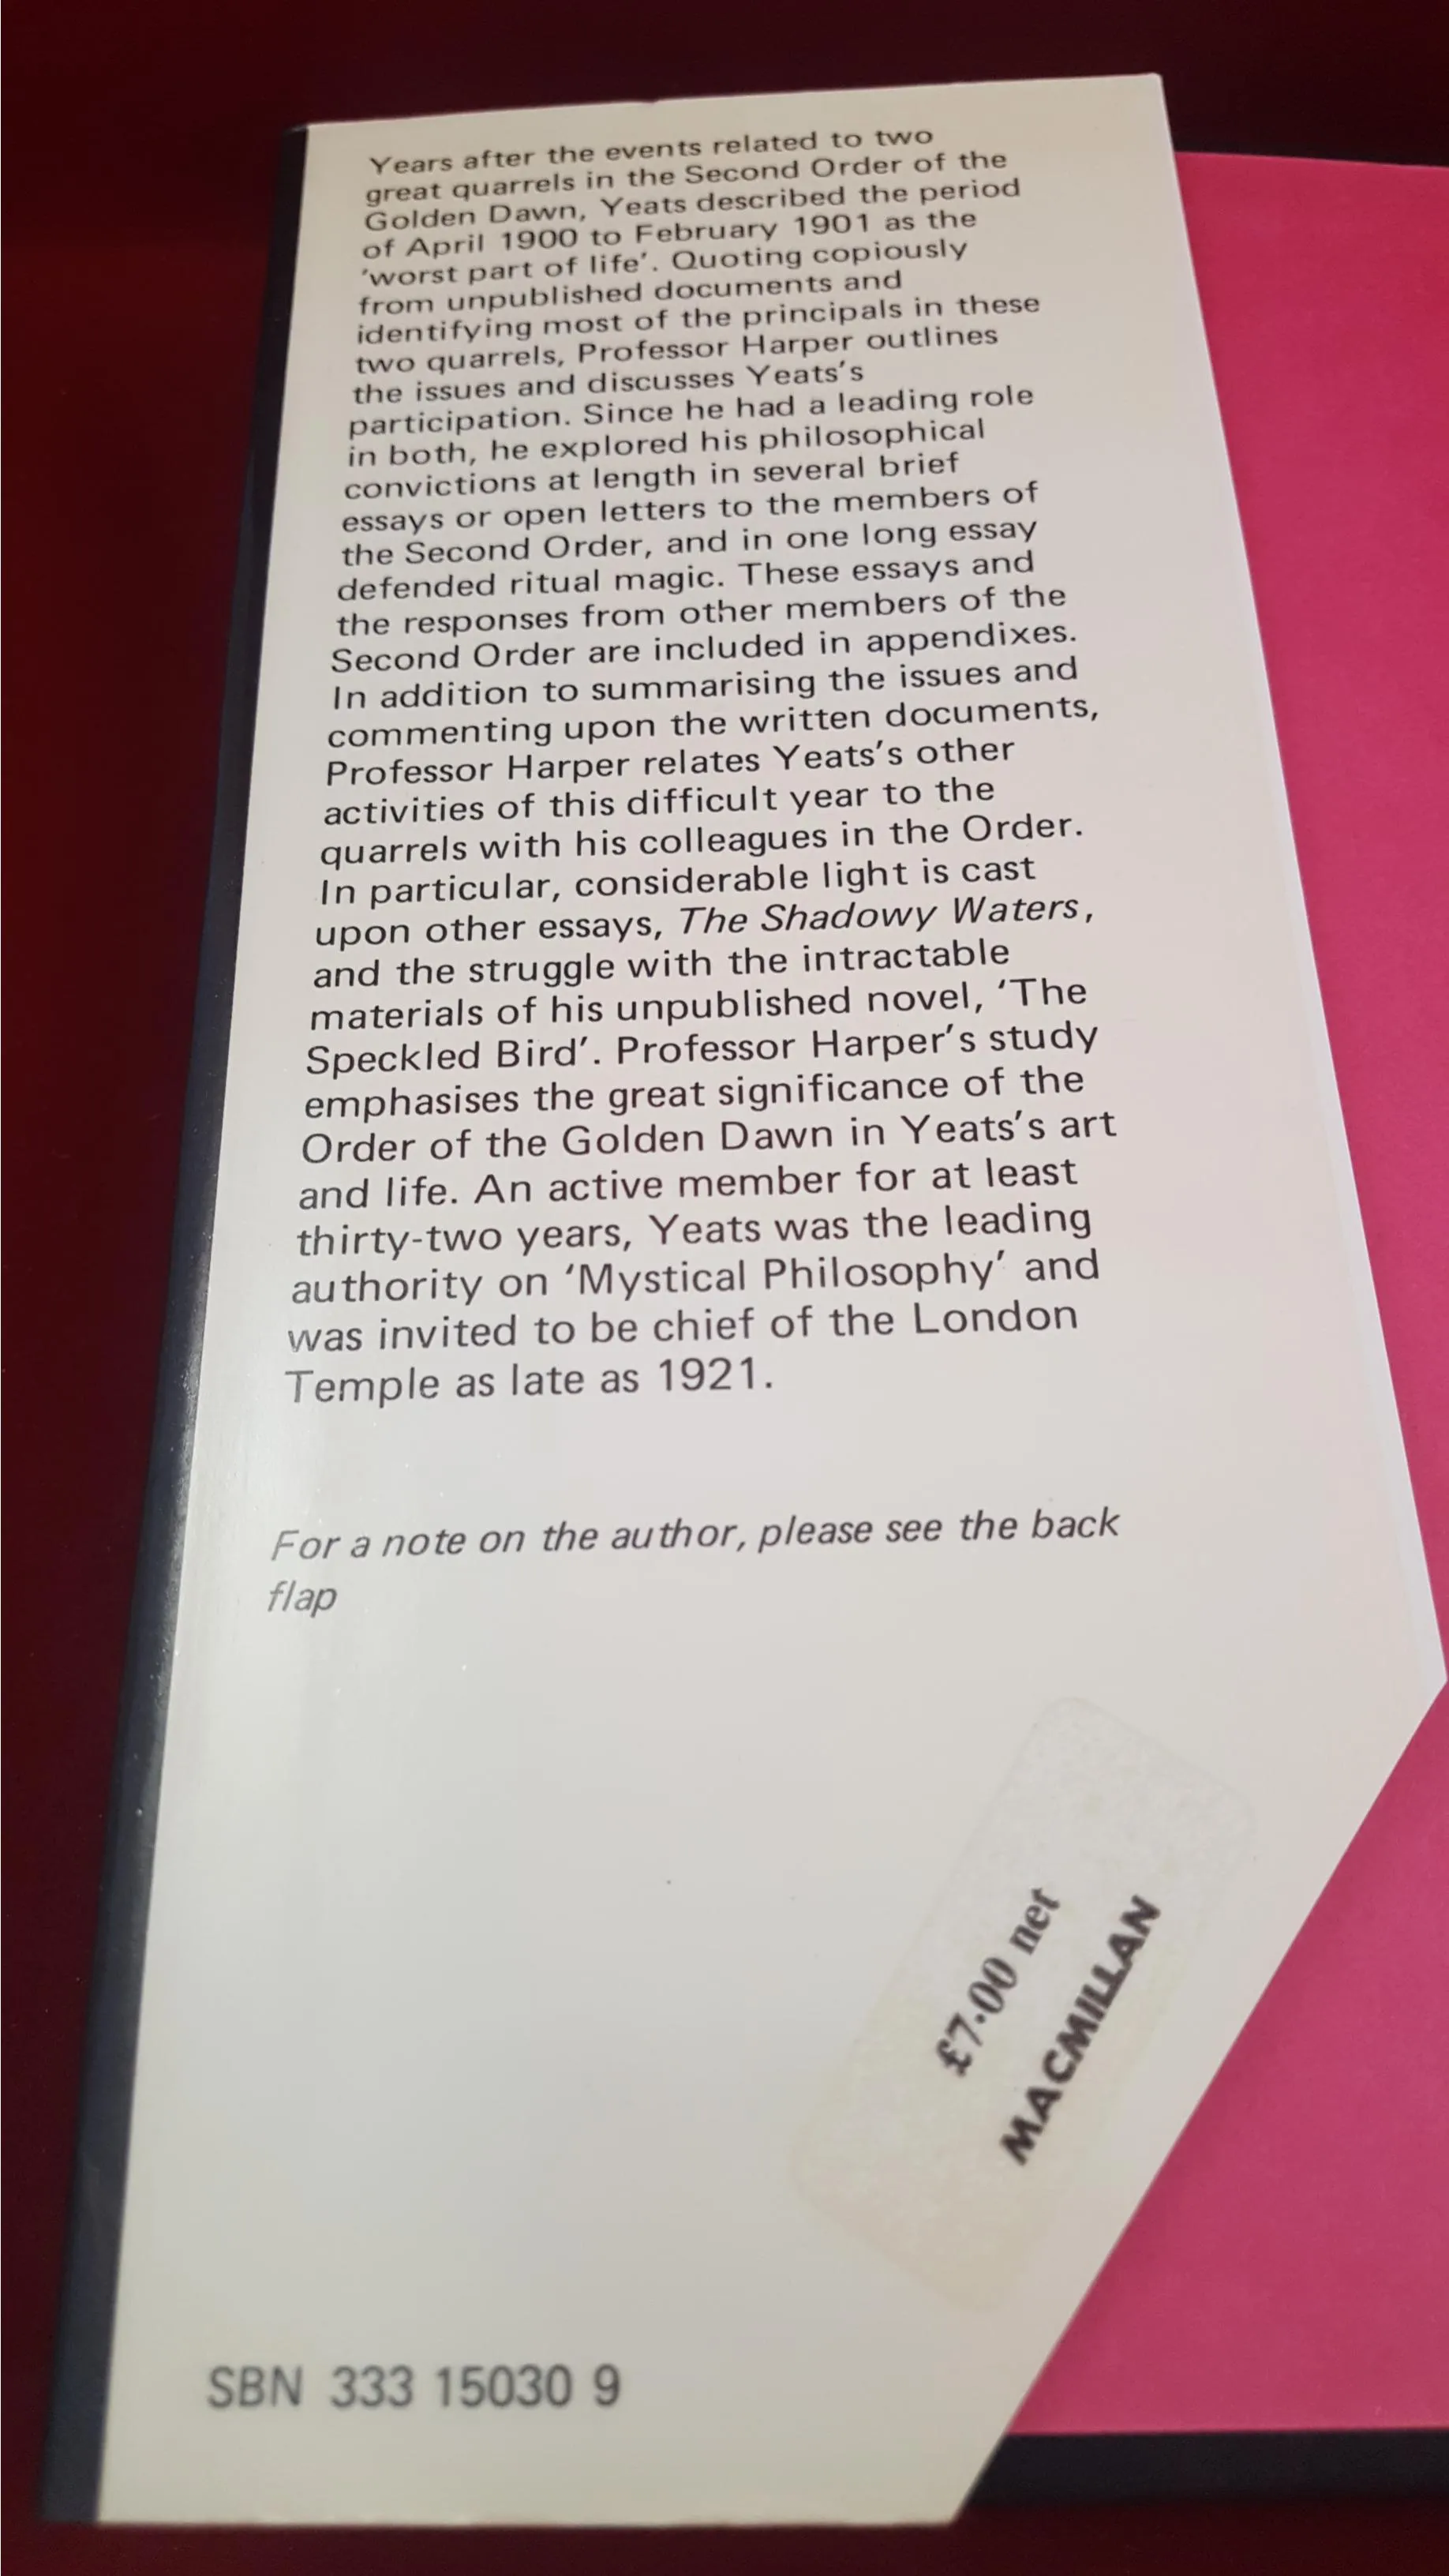 Years after the events related to two
great quarrels in the Second Order of the
Golden Dawn, Yeats described the period
of April 1900 to February 1901 as the
‘worst part of life’. Quoting copiously
from unpublished documents and
identifying most of the principals in these
two quarrels, Professor Harper outlines
the issues and discusses Yeats’s
participation. Since he had a leading role
in both, he explored his philosophical
convictions at length in several brief
essays or open letters to the members of
the Second Order, and in one long essay
defended ritual magic. These essays and
the responses from other members of the
Second Order are included in appendixes.
In addition to summarising the issues and
commenting upon the written documents,
Professor Harper relates Yeats’s other
activities of this difficult year to the
quarrels with his colleagues in the Order.
In particular, considerable light is cast
upon other essays, The Shadowy Waters,
and the struggle with the intractable
materials of his unpublished novel, ‘The
Speckled Bird’. Professor Harper’s study
emphasises the great significance of the
Order of the Golden Dawn in Yeats’s art
and life. An active member for at least
thirty-two years, Yeats was the leading
authority on ‘Mystical Philosophy’ and
was invited to be chief of the London
Temple as late as 1921.
For a note on the author, please see the back
flap
£7·00 net
MACMILLAN
SBN 333 15030 9